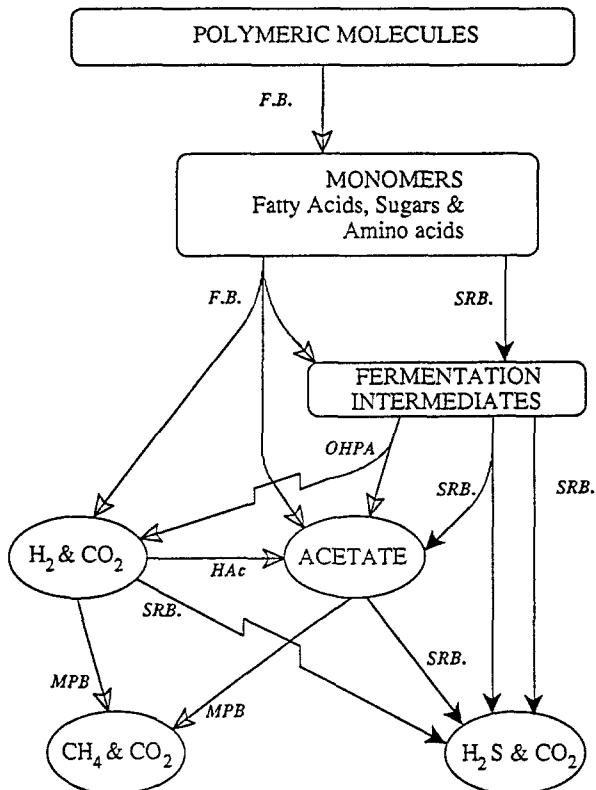 POLYMERIC MOLECULES
F.B.
MONOMERS
Fatty Acids, Sugars &
Amino acids
F.B.
SRB.
FERMENTATION
INTERMEDIATES
OHPA
SRB.
SRB.
H₂ & CO₂
HAc
ACETATE
SRB.
SRB.
MPB
MPB
CH₄ & CO₂
H₂S & CO₂